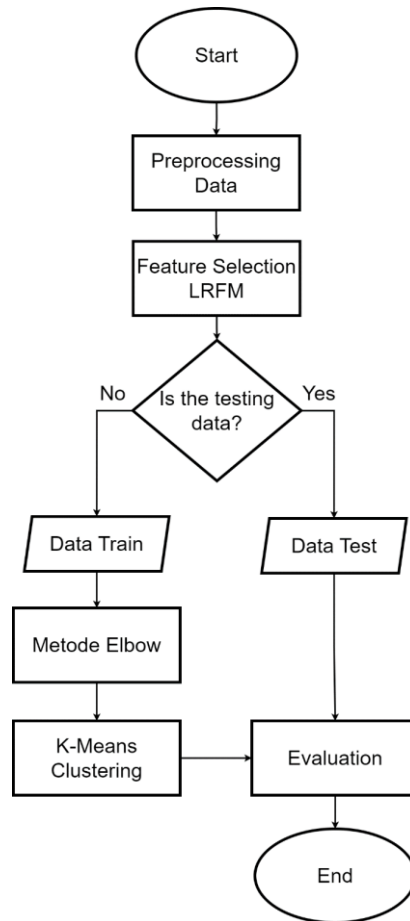 Start
Preprocessing
Data
Feature Selection
LRFM
Is the testing
data?
No
Yes
Data Train
Data Test
Metode Elbow
K-Means
Clustering
Evaluation
End